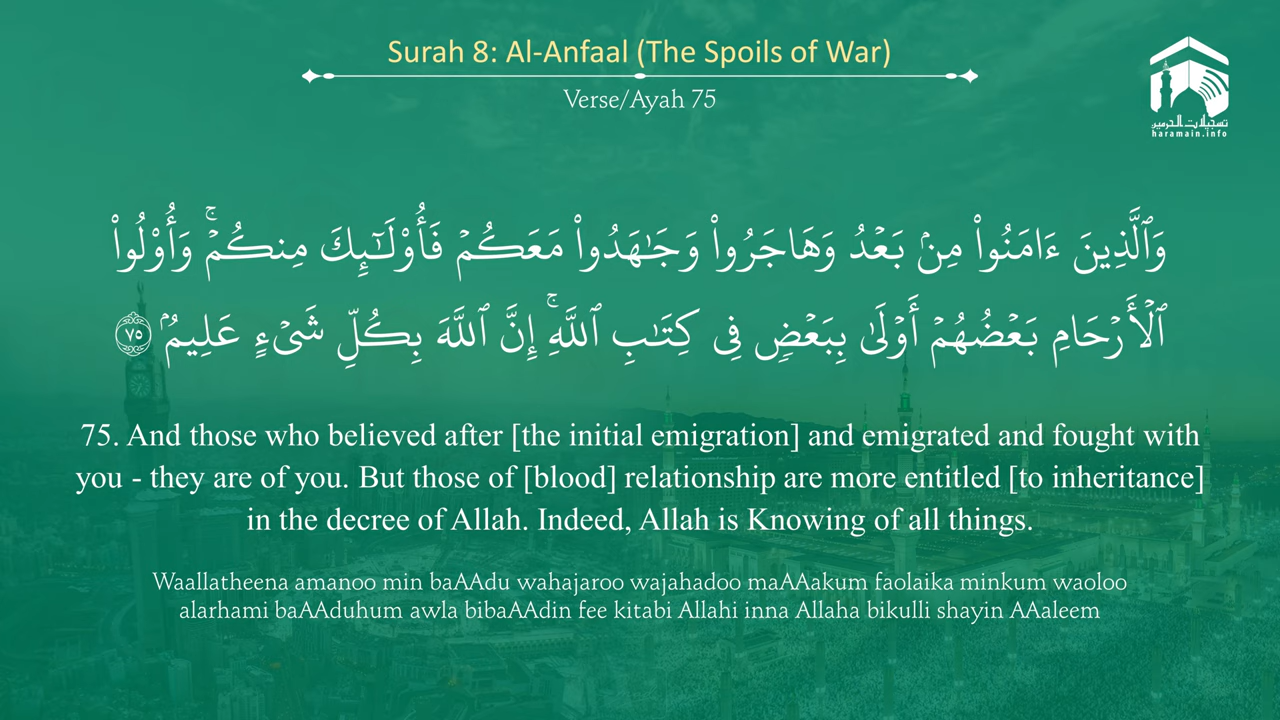 Surah 8: Al-Anfaal (The Spoils of War)
Verse/Ayah 75
تسجيلات الحرمين
haramain.info
وَٱلَّذِينَ ءَامَنُوا۟ مِنۢ بَعْدُ وَهَاجَرُوا۟ وَجَـٰهَدُوا۟ مَعَكُمْ فَأُو۟لَـٰٓئِكَ مِنكُمْ ۚ وَأُو۟لُوا۟
ٱلْأَرْحَامِ بَعْضُهُمْ أَوْلَىٰ بِبَعْضٍ فِى كِتَـٰبِ ٱللَّهِ ۚ إِنَّ ٱللَّهَ بِكُلِّ شَىْءٍ عَلِيمٌۢ ٧٥
75. And those who believed after [the initial emigration] and emigrated and fought with
you - they are of you. But those of [blood] relationship are more entitled [to inheritance]
in the decree of Allah. Indeed, Allah is Knowing of all things.
Waallatheena amanoo min baAAdu wahajaroo wajahadoo maAAakum faolaika minkum waoloo
alarhami baAAduhum awla bibaAAdin fee kitabi Allahi inna Allaha bikulli shayin AAaleem